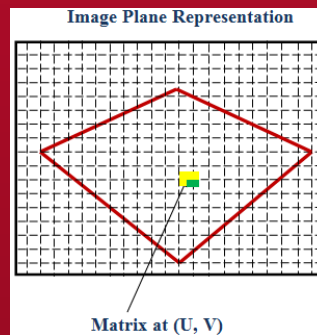 Image Plane Representation
Matrix at (U, V)